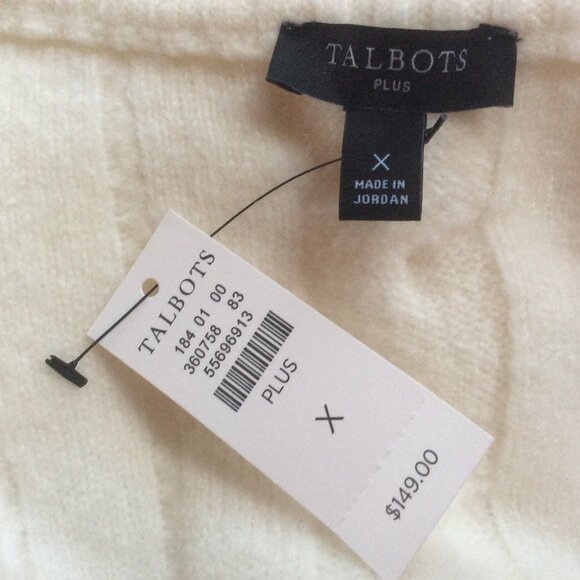 TALBOTS
PLUS
X
MADE IN
JORDAN
TALBOTS
184 01 00
360758 83
55696913
PLUS
X
$149.00